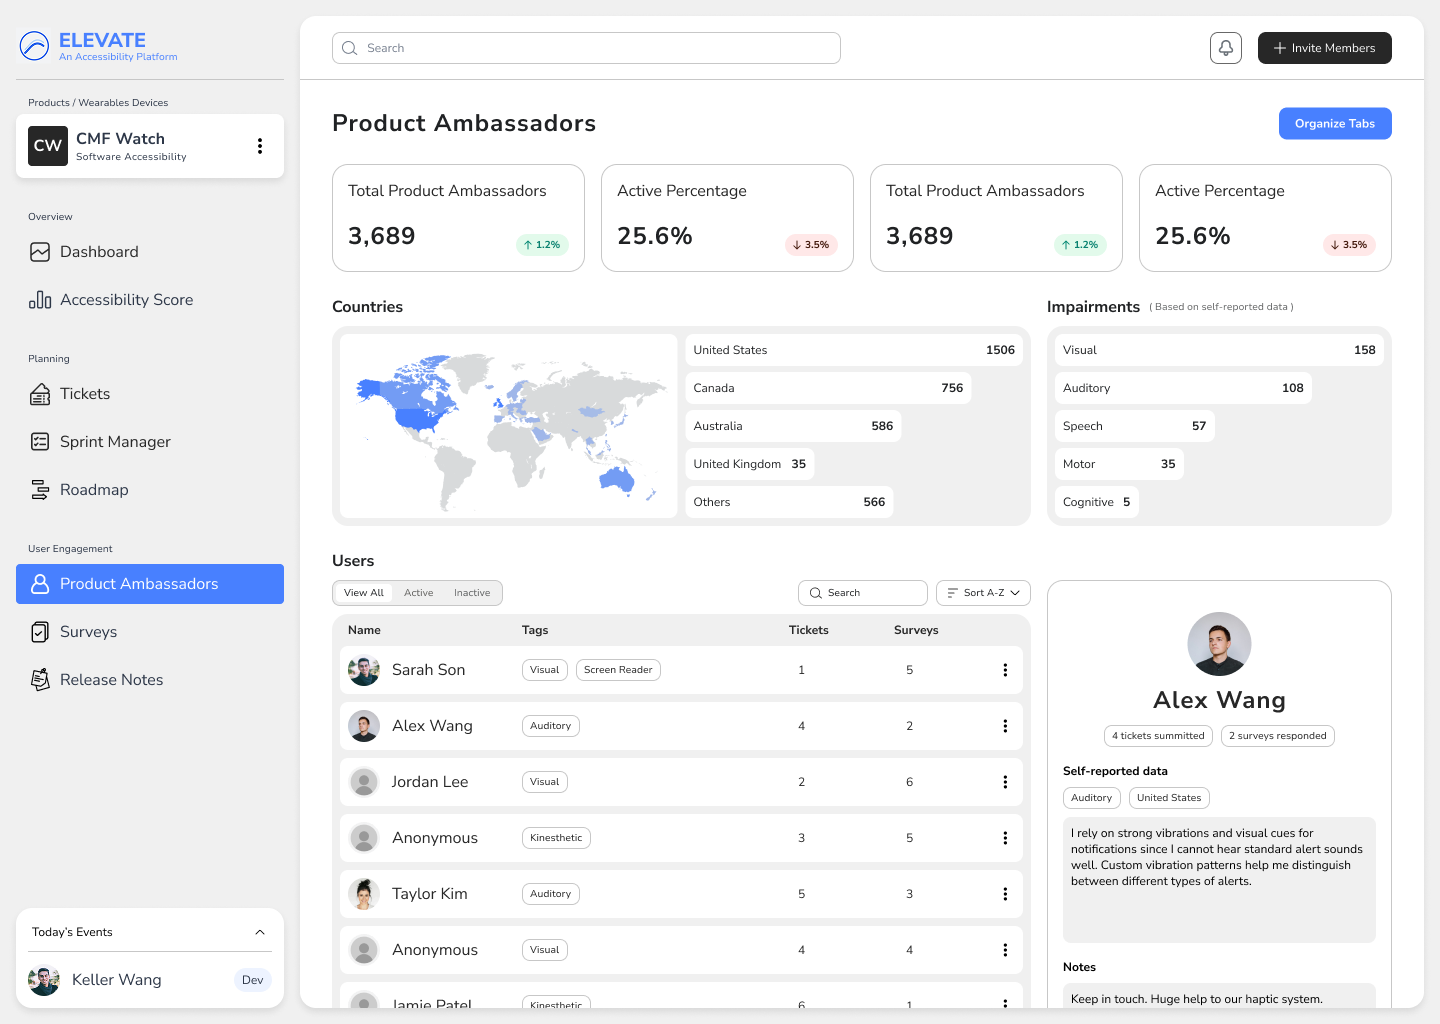 ELEVATE
An Accessibility Platform
Products / Wearables Devices
CW
CMF Watch
Software Accessibility
Overview
Dashboard
Accessibility Score
Planning
Tickets
Sprint Manager
Roadmap
User Engagement
Product Ambassadors
Surveys
Release Notes
Today's Events
Keller Wang
Dev
Search
Invite Members
Product Ambassadors
Organize Tabs
Total Product Ambassadors
3,689
↑ 1.2%
Active Percentage
25.6%
↓ 3.5%
Total Product Ambassadors
3,689
↑ 1.2%
Active Percentage
25.6%
↓ 3.5%
Countries
United States 1506
Canada 756
Australia 586
United Kingdom 35
Others 566
Impairments ( Based on self-reported data )
Visual 158
Auditory 108
Speech 57
Motor 35
Cognitive 5
Users
View All Active Inactive
Search
Sort A-Z
Name Tags Tickets Surveys
Sarah Son Visual Screen Reader 1 5
Alex Wang Auditory 4 2
Jordan Lee Visual 2 6
Anonymous Kinesthetic 3 5
Taylor Kim Auditory 5 3
Anonymous Visual 4 4
Jamie Patel Kinesthetic 6 1
Alex Wang
4 tickets summitted
2 surveys responded
Self-reported data
Auditory
United States
I rely on strong vibrations and visual cues for
notifications since I cannot hear standard alert sounds
well. Custom vibration patterns help me distinguish
between different types of alerts.
Notes
Keep in touch. Huge help to our haptic system.